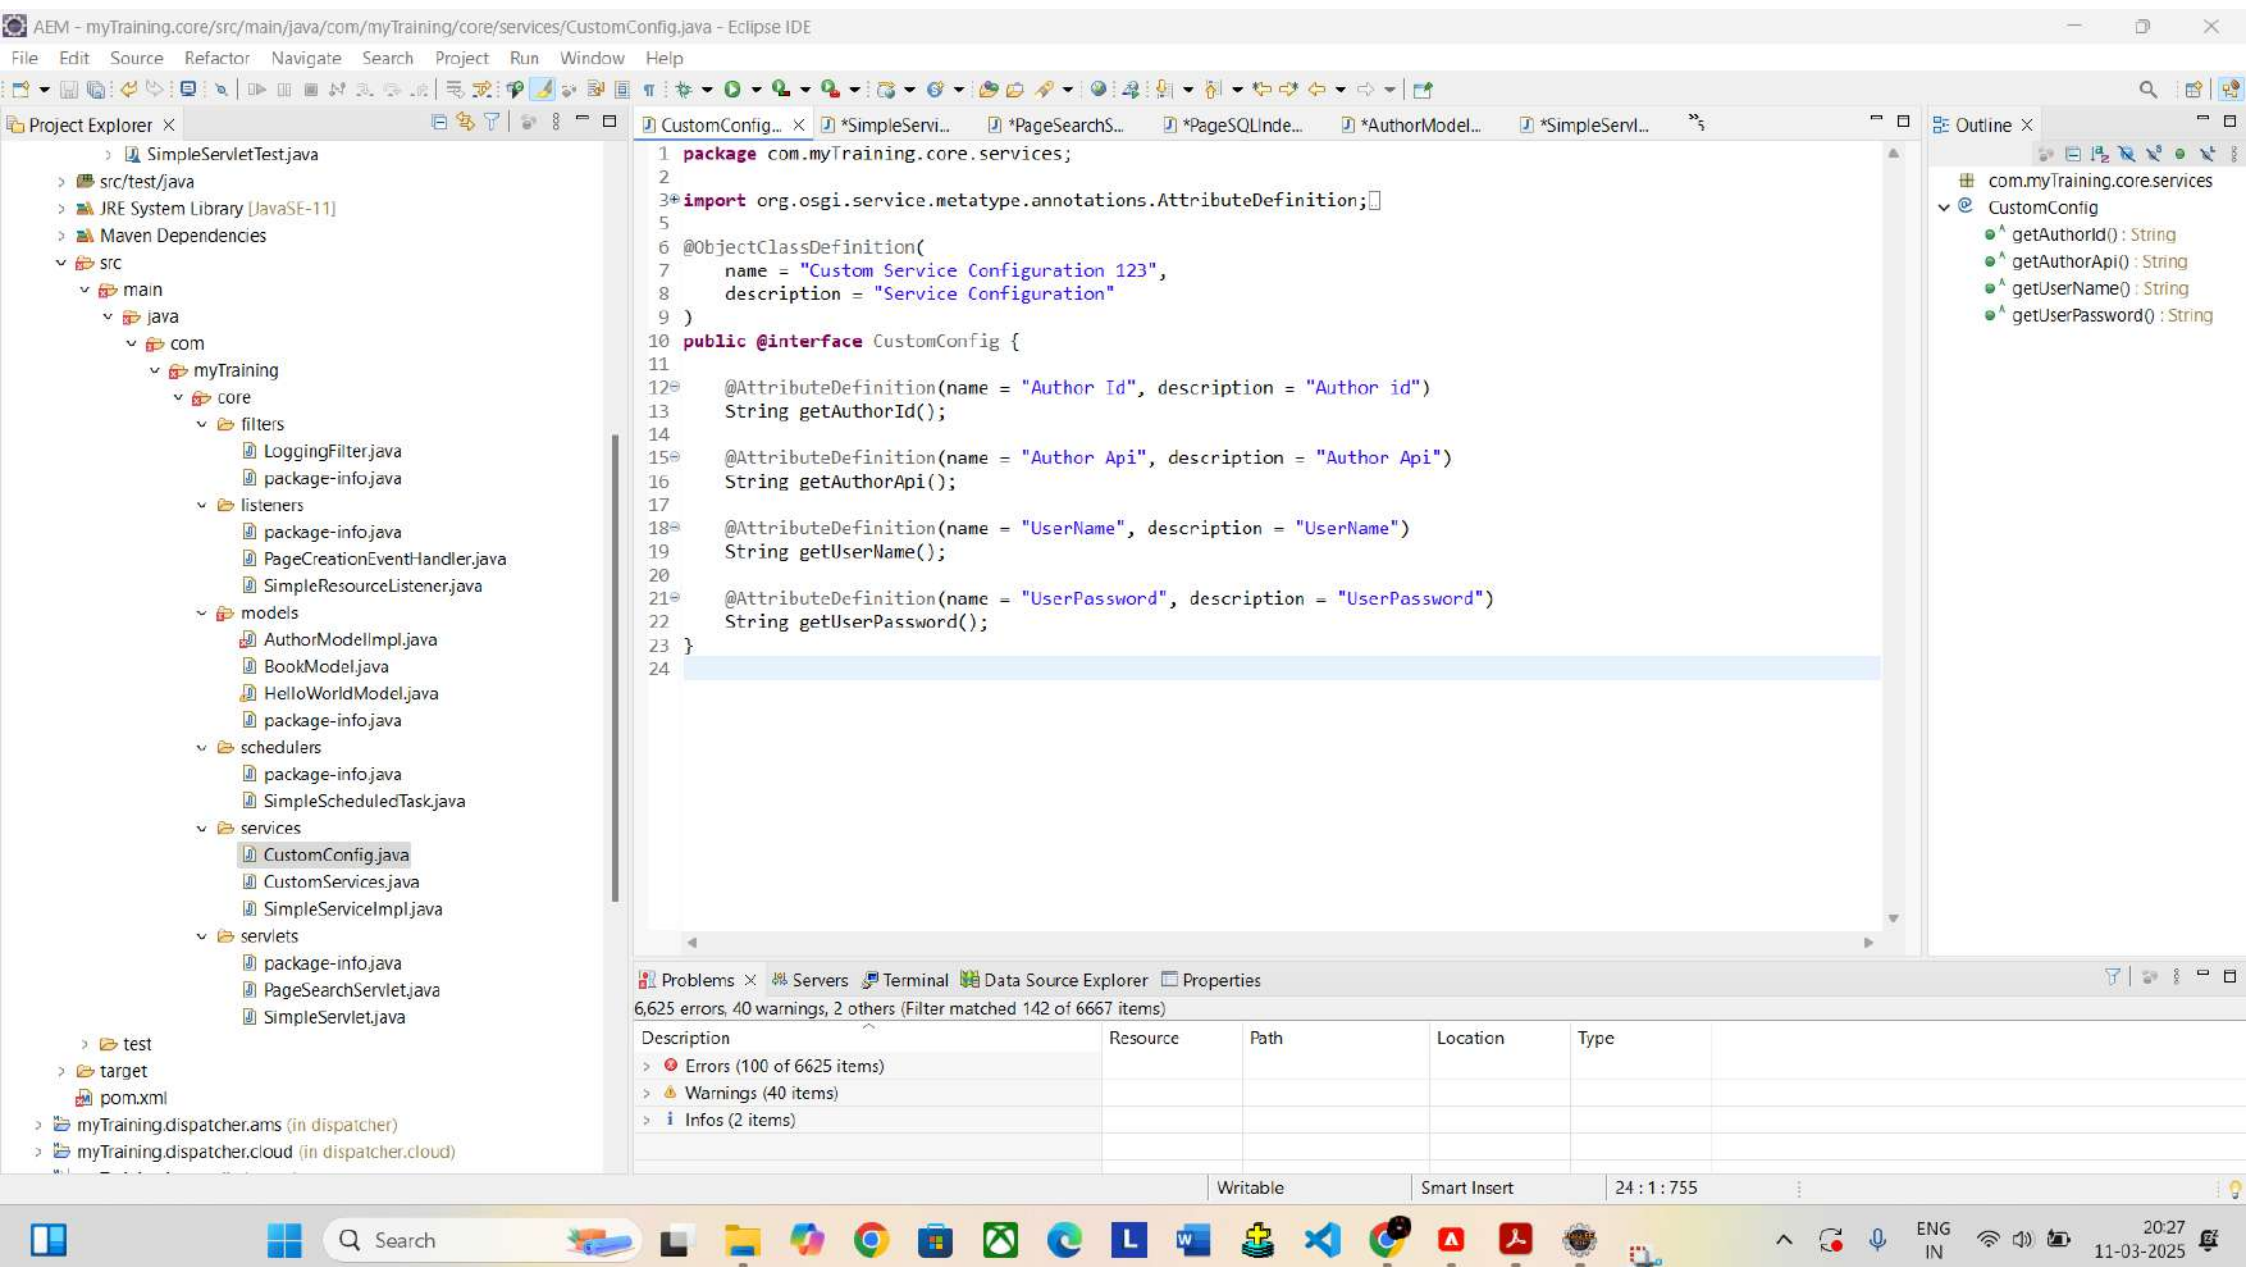 AEM - myTraining.core/src/main/java/com/myTraining/core/services/CustomConfig.java - Eclipse IDE
File Edit Source Refactor Navigate Search Project Run Window Help
Project Explorer
SimpleServletTest.java
src/test/java
JRE System Library [JavaSE-11]
Maven Dependencies
src
main
java
com
myTraining
core
filters
LoggingFilter.java
package-info.java
listeners
package-info.java
PageCreationEventHandler.java
SimpleResourceListener.java
models
AuthorModelImpl.java
BookModel.java
HelloWorldModel.java
package-info.java
schedulers
package-info.java
SimpleScheduledTask.java
services
CustomConfig.java
CustomServices.java
SimpleServiceImpl.java
servlets
package-info.java
PageSearchServlet.java
SimpleServlet.java
test
target
pom.xml
myTraining.dispatcher.ams (in dispatcher)
myTraining.dispatcher.cloud (in dispatcher.cloud)
CustomConfig... *SimpleServi... *PageSearchS... *PageSQLInde... *AuthorModel... *SimpleServl... »5
1 package com.myTraining.core.services;
2
3 import org.osgi.service.metatype.annotations.AttributeDefinition;
5
6 @ObjectClassDefinition(
7 name = "Custom Service Configuration 123",
8 description = "Service Configuration"
9 )
10 public @interface CustomConfig {
11
12 @AttributeDefinition(name = "Author Id", description = "Author id")
13 String getAuthorId();
14
15 @AttributeDefinition(name = "Author Api", description = "Author Api")
16 String getAuthorApi();
17
18 @AttributeDefinition(name = "UserName", description = "UserName")
19 String getUserName();
20
21 @AttributeDefinition(name = "UserPassword", description = "UserPassword")
22 String getUserPassword();
23 }
24
Outline
com.myTraining.core.services
CustomConfig
getAuthorId() : String
getAuthorApi() : String
getUserName() : String
getUserPassword() : String
Problems Servers Terminal Data Source Explorer Properties
6,625 errors, 40 warnings, 2 others (Filter matched 142 of 6667 items)
Description Resource Path Location Type
Errors (100 of 6625 items)
Warnings (40 items)
Infos (2 items)
Writable Smart Insert 24 : 1 : 755
Search
ENG
IN
20:27
11-03-2025